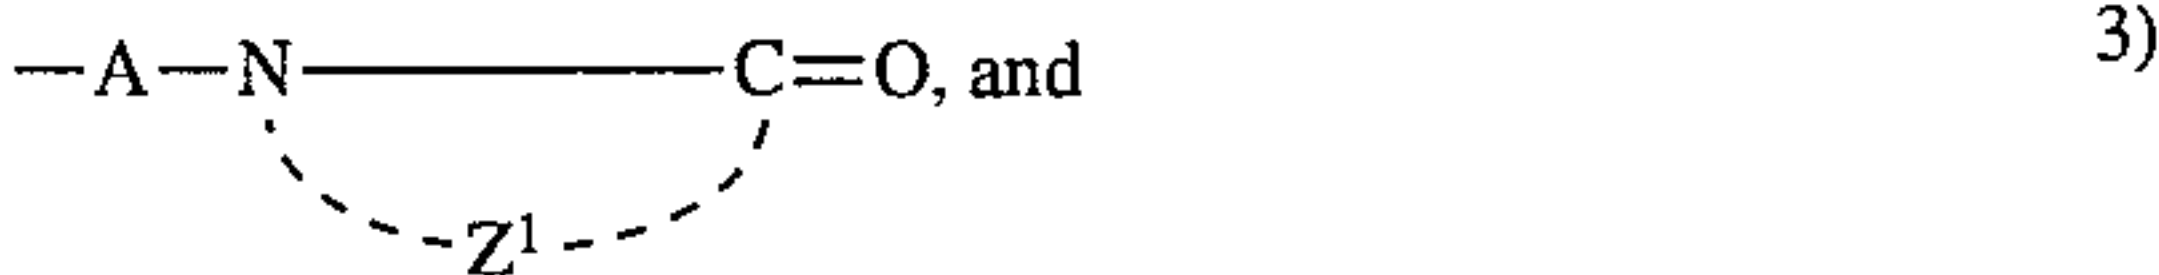 —A—N—C=O, and 3)
Z¹